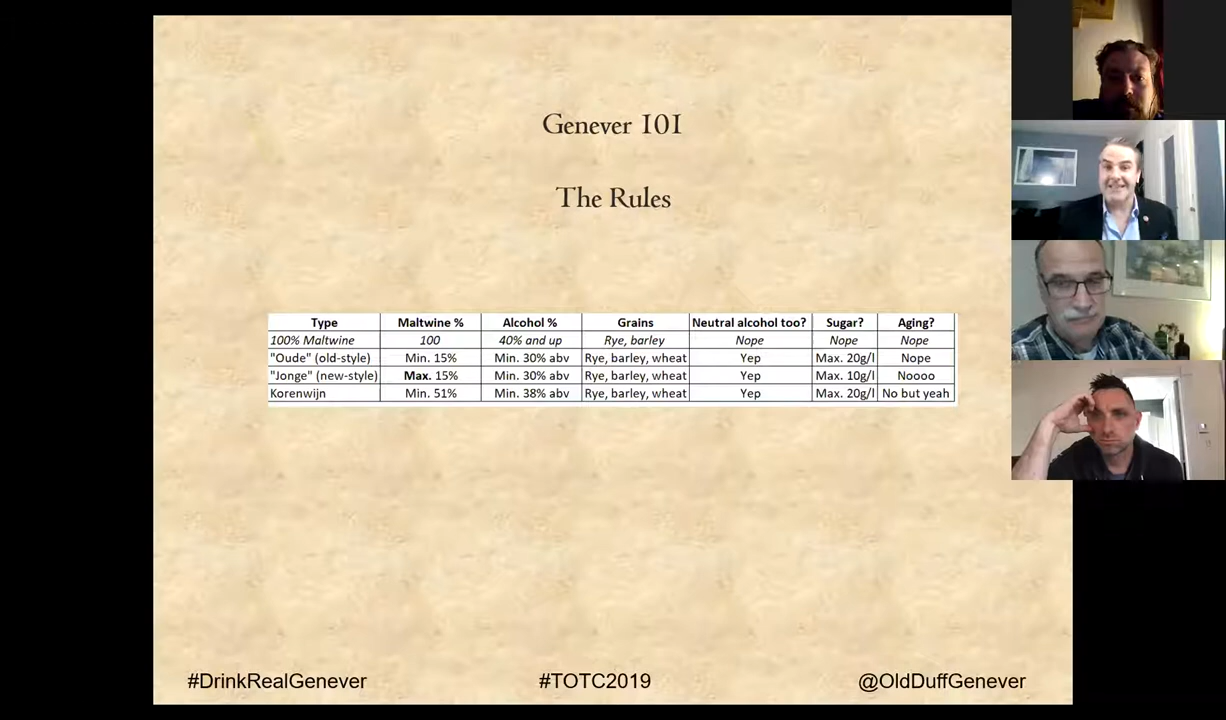 Genever 101
The Rules
Type Maltwine % Alcohol % Grains Neutral alcohol too? Sugar? Aging?
100% Maltwine 100 40% and up Rye, barley Nope Nope Nope
"Oude" (old-style) Min. 15% Min. 30% abv Rye, barley, wheat Yep Max. 20g/l Nope
"Jonge" (new-style) Max. 15% Min. 30% abv Rye, barley, wheat Yep Max. 10g/l Noooo
Korenwijn Min. 51% Min. 38% abv Rye, barley, wheat Yep Max. 20g/l No but yeah
#DrinkRealGenever #TOTC2019 @OldDuffGenever